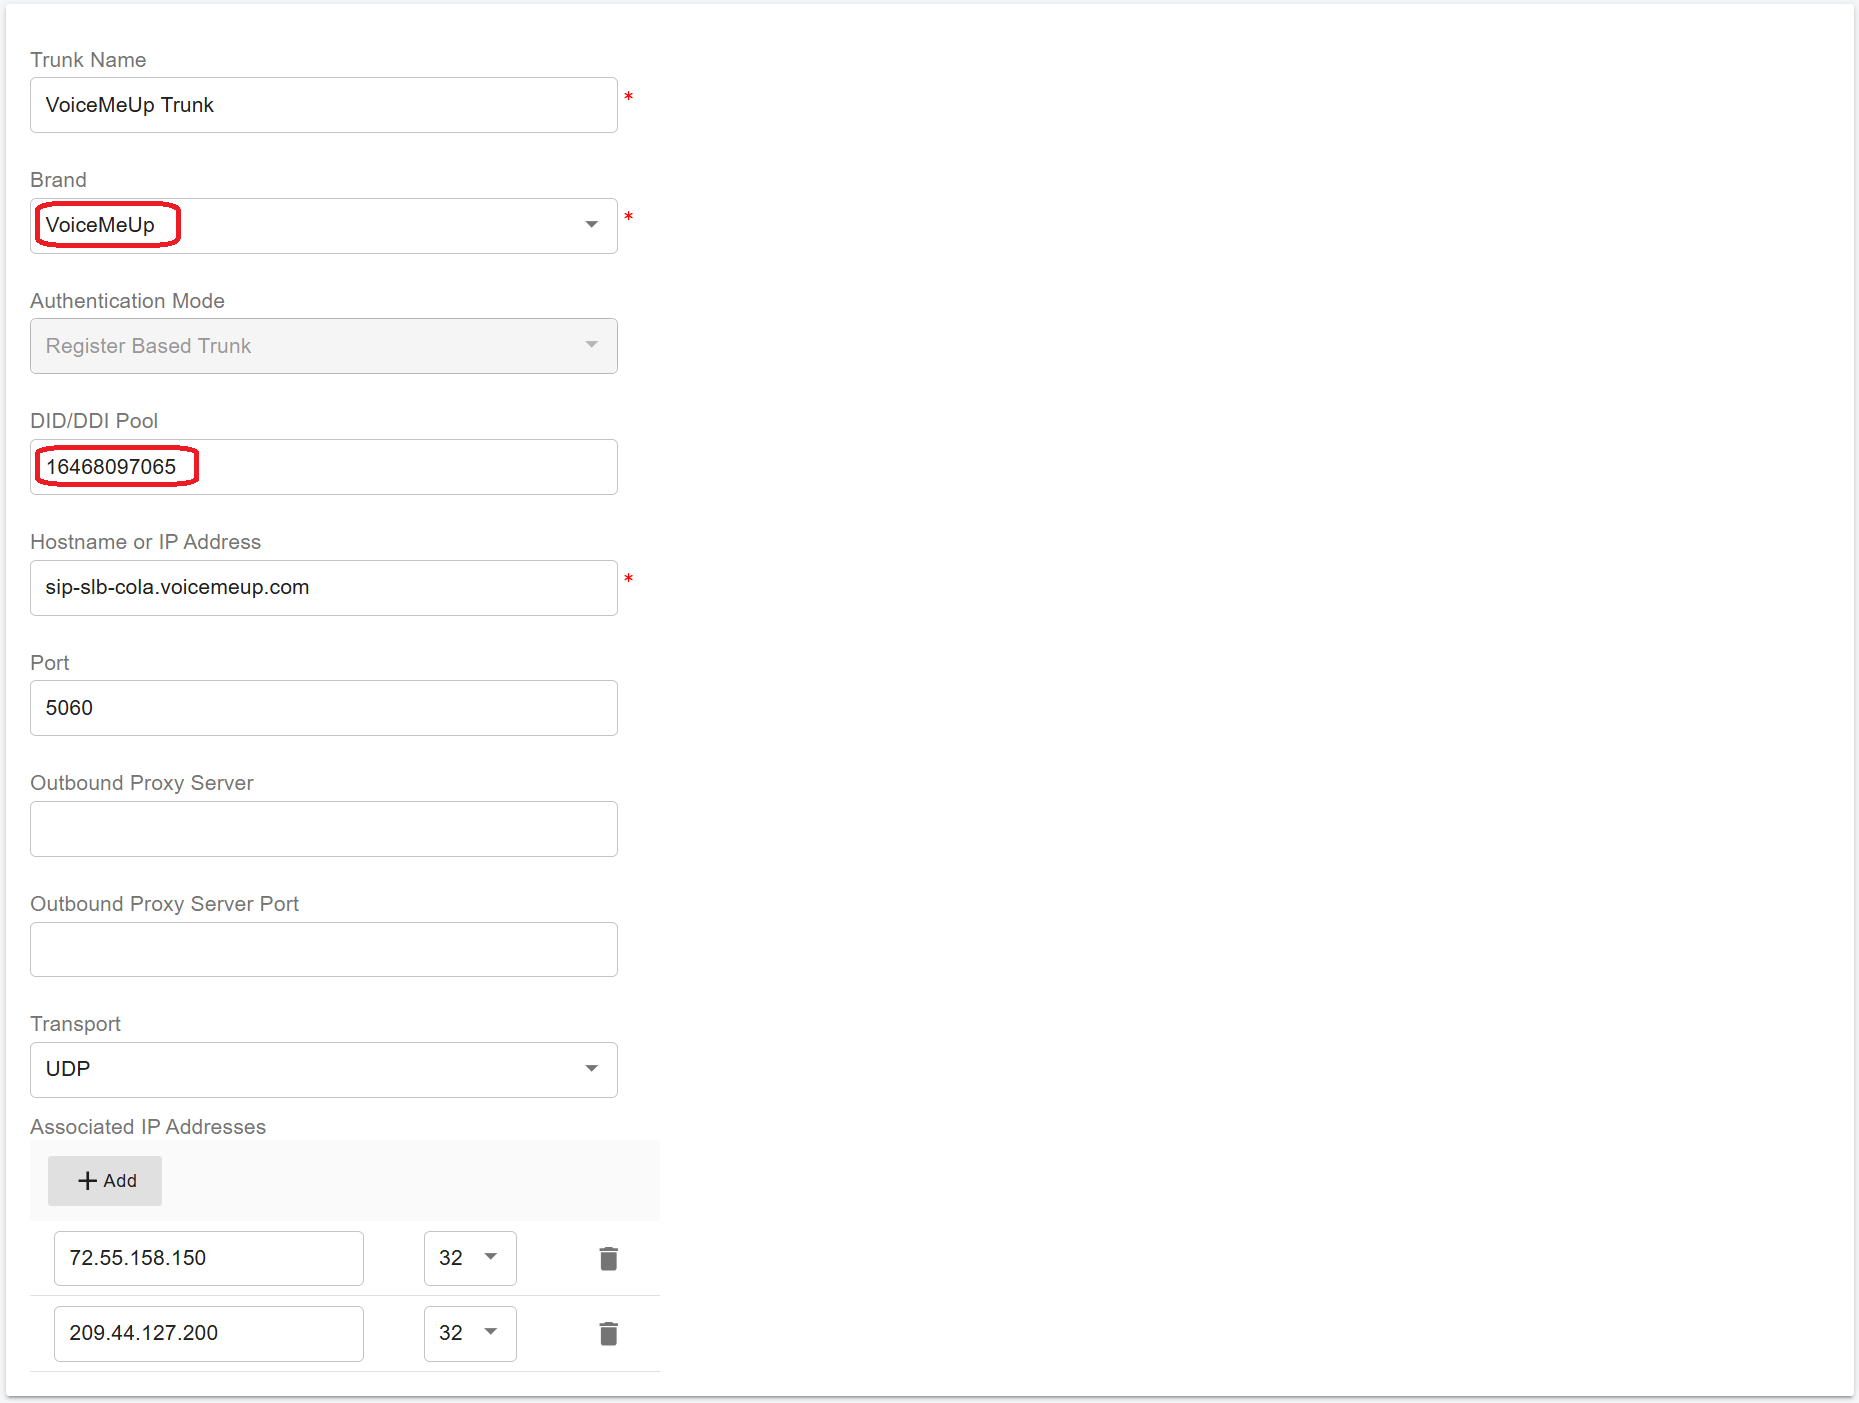 Trunk Name
VoiceMeUp Trunk *
Brand
VoiceMeUp *
Authentication Mode
Register Based Trunk
DID/DDI Pool
16468097065
Hostname or IP Address
sip-slb-cola.voicemeup.com *
Port
5060
Outbound Proxy Server
Outbound Proxy Server Port
Transport
UDP
Associated IP Addresses
+ Add
72.55.158.150 32
209.44.127.200 32